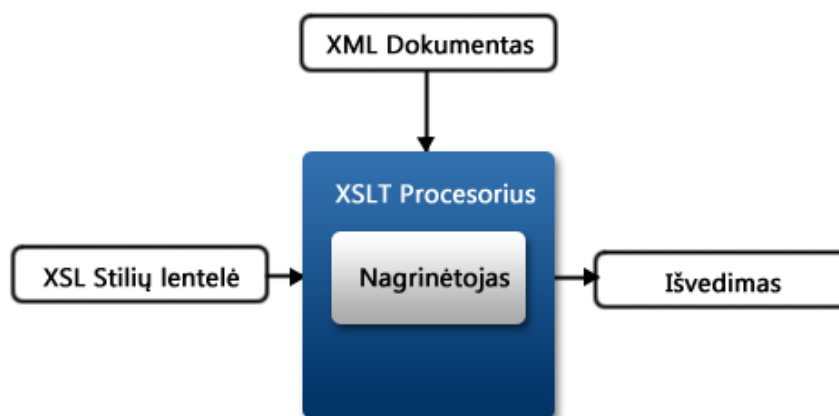 XML Dokumentas
XSLT Procesorius
XSL Stilių lentelė
Nagrinėtojas
Išvedimas